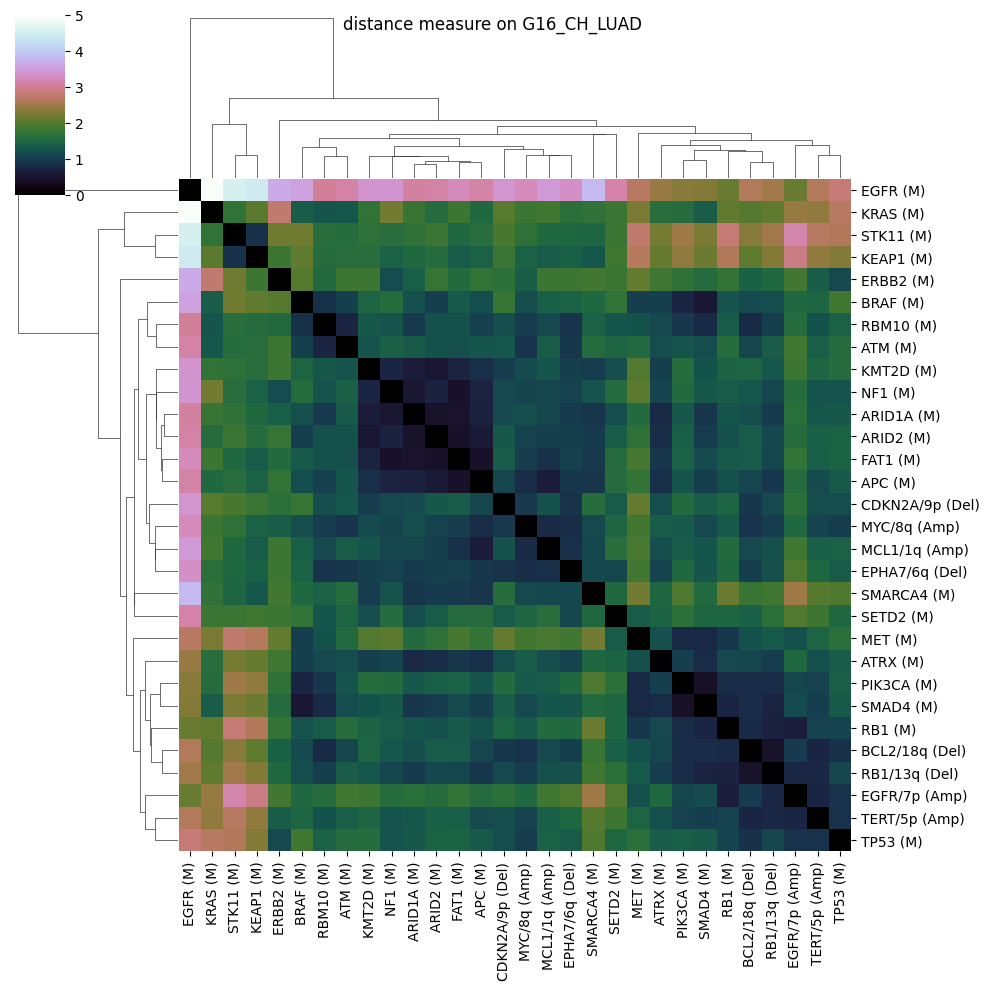 distance measure on G16_CH_LUAD
5
4
3
2
1
0
EGFR (M)
KRAS (M)
STK11 (M)
KEAP1 (M)
ERBB2 (M)
BRAF (M)
RBM10 (M)
ATM (M)
KMT2D (M)
NF1 (M)
ARID1A (M)
ARID2 (M)
FAT1 (M)
APC (M)
CDKN2A/9p (Del)
MYC/8q (Amp)
MCL1/1q (Amp)
EPHA7/6q (Del)
SMARCA4 (M)
SETD2 (M)
MET (M)
ATRX (M)
PIK3CA (M)
SMAD4 (M)
RB1 (M)
BCL2/18q (Del)
RB1/13q (Del)
EGFR/7p (Amp)
TERT/5p (Amp)
TP53 (M)
EGFR (M)
KRAS (M)
STK11 (M)
KEAP1 (M)
ERBB2 (M)
BRAF (M)
RBM10 (M)
ATM (M)
KMT2D (M)
NF1 (M)
ARID1A (M)
ARID2 (M)
FAT1 (M)
APC (M)
CDKN2A/9p (Del)
MYC/8q (Amp)
MCL1/1q (Amp)
EPHA7/6q (Del)
SMARCA4 (M)
SETD2 (M)
MET (M)
ATRX (M)
PIK3CA (M)
SMAD4 (M)
RB1 (M)
BCL2/18q (Del)
RB1/13q (Del)
EGFR/7p (Amp)
TERT/5p (Amp)
TP53 (M)